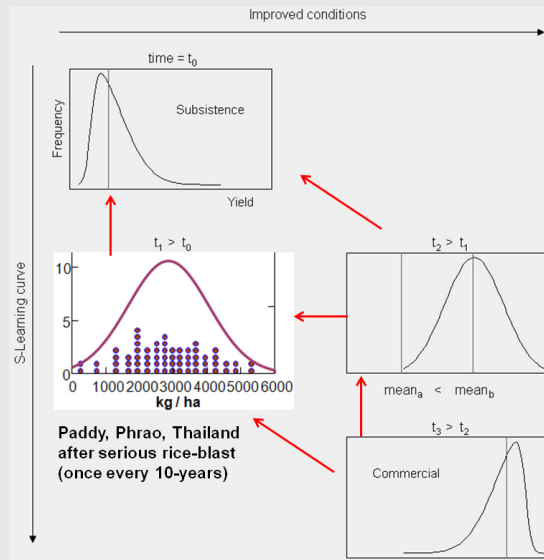 Improved conditions
time = t₀
Frequency
Subsistence
Yield
S-Learning curve
t₁ > t₀
10
5
0
0 1000 2000 3000 4000 5000 6000
kg / ha
Paddy, Phrao, Thailand
after serious rice-blast
(once every 10-years)
t₂ > t₁
meanₐ < mean_b
t₃ > t₂
Commercial